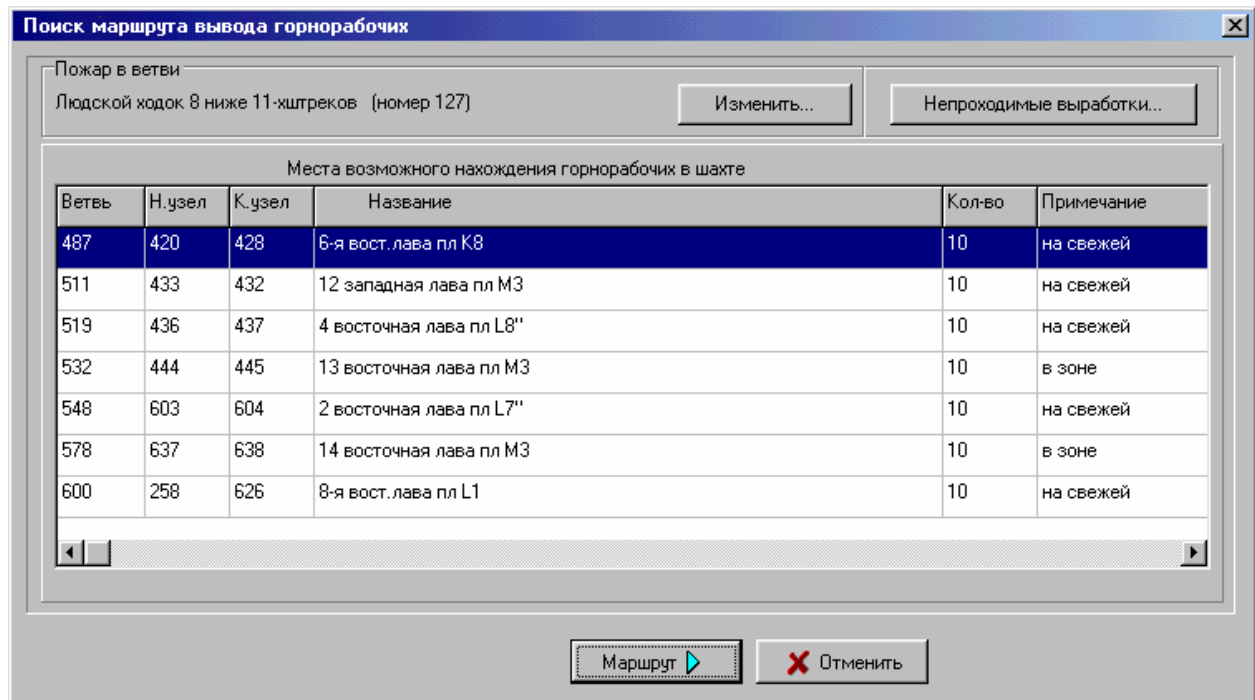 Поиск маршрута вывода горнорабочих
Пожар в ветви
Людской ходок 8 ниже 11-хштреков (номер 127)
Изменить...
Непроходимые выработки...
Места возможного нахождения горнорабочих в шахте
Ветвь Н.узел К.узел Название Кол-во Примечание
487 420 428 6-я вост.лава пл К8 10 на свежей
511 433 432 12 западная лава пл М3 10 на свежей
519 436 437 4 восточная лава пл L8" 10 на свежей
532 444 445 13 восточная лава пл М3 10 в зоне
548 603 604 2 восточная лава пл L7" 10 на свежей
578 637 638 14 восточная лава пл М3 10 в зоне
600 258 626 8-я вост.лава пл L1 10 на свежей
Маршрут Отменить